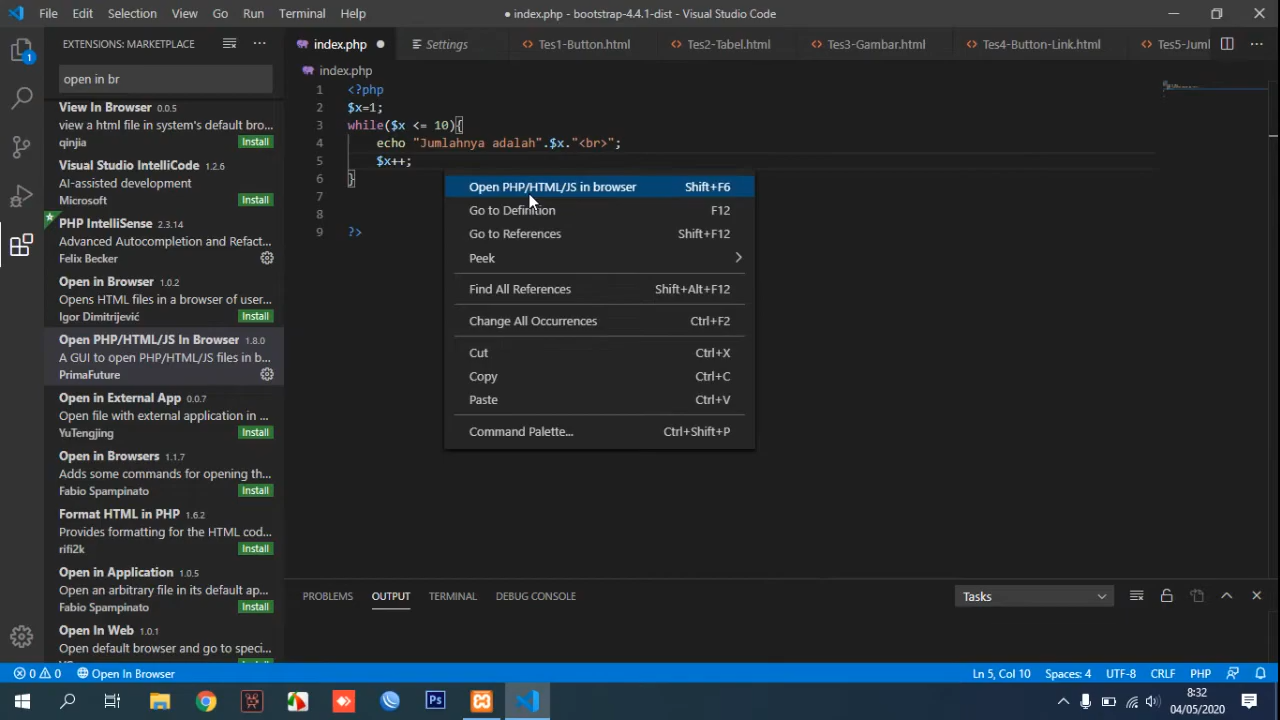 File Edit Selection View Go Run Terminal Help
● index.php - bootstrap-4.4.1-dist - Visual Studio Code
EXTENSIONS: MARKETPLACE
open in br
View In Browser 0.0.5
view a html file in system's default bro...
qinjia Install
Visual Studio IntelliCode 1.2.6
AI-assisted development
Microsoft Install
PHP IntelliSense 2.3.14
Advanced Autocompletion and Refact...
Felix Becker
Open in Browser 1.0.2
Opens HTML files in a browser of user...
Igor Dimitrijević Install
Open PHP/HTML/JS In Browser 1.8.0
A GUI to open PHP/HTML/JS files in b...
PrimaFuture
Open in External App 0.0.7
Open file with external application in ...
YuTengjing Install
Open in Browsers 1.1.7
Adds some commands for opening th...
Fabio Spampinato Install
Format HTML in PHP 1.6.2
Provides formatting for the HTML cod...
rifi2k Install
Open in Application 1.0.5
Open an arbitrary file in its default ap...
Fabio Spampinato Install
Open In Web 1.0.1
Open default browser and go to speci...
index.php ● Settings Tes1-Button.html Tes2-Tabel.html Tes3-Gambar.html Tes4-Button-Link.html Tes5-Juml
index.php
1 <?php
2 $x=1;
3 while($x <= 10){
4 echo "Jumlahnya adalah".$x."<br>";
5 $x++;
6 }
7
8
9 ?>
Open PHP/HTML/JS in browser Shift+F6
Go to Definition F12
Go to References Shift+F12
Peek
Find All References Shift+Alt+F12
Change All Occurrences Ctrl+F2
Cut Ctrl+X
Copy Ctrl+C
Paste Ctrl+V
Command Palette... Ctrl+Shift+P
PROBLEMS OUTPUT TERMINAL DEBUG CONSOLE Tasks
0 0 Open In Browser Ln 5, Col 10 Spaces: 4 UTF-8 CRLF PHP
1
Ps
8:32
04/05/2020